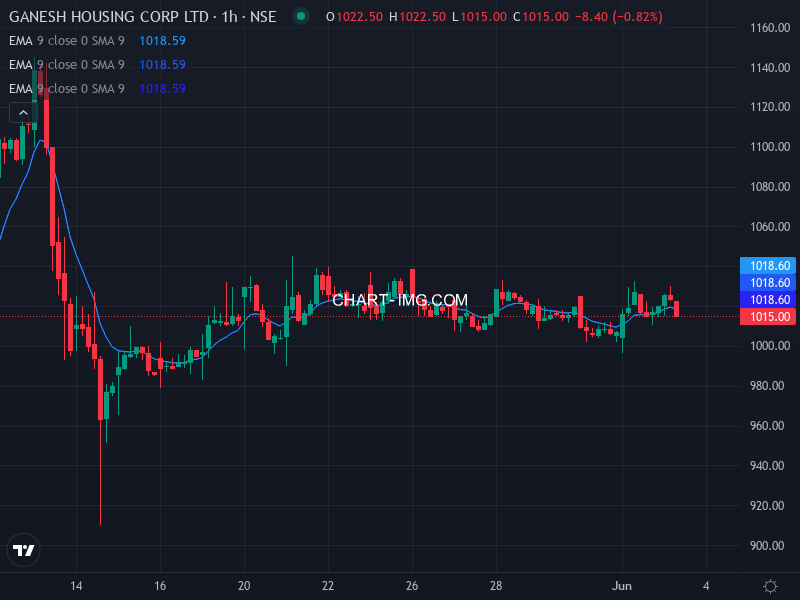 GANESH HOUSING CORP LTD · 1h · NSE O1022.50 H1022.50 L1015.00 C1015.00 −8.40 (−0.82%)
EMA 9 close 0 SMA 9 1018.59
EMA 9 close 0 SMA 9 1018.59
EMA 9 close 0 SMA 9 1018.59
1160.00
1140.00
1120.00
1100.00
1080.00
1060.00
1018.60
1018.60
1018.60
1015.00
1000.00
980.00
960.00
940.00
920.00
900.00
CHART-IMG.COM
14 16 20 22 26 28 Jun 4